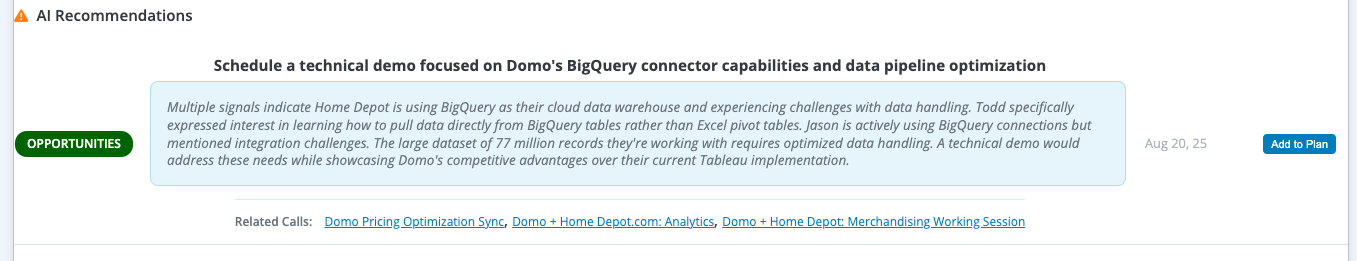 AI Recommendations
Schedule a technical demo focused on Domo's BigQuery connector capabilities and data pipeline optimization
OPPORTUNITIES
Multiple signals indicate Home Depot is using BigQuery as their cloud data warehouse and experiencing challenges with data handling. Todd specifically
expressed interest in learning how to pull data directly from BigQuery tables rather than Excel pivot tables. Jason is actively using BigQuery connections but
mentioned integration challenges. The large dataset of 77 million records they're working with requires optimized data handling. A technical demo would
address these needs while showcasing Domo's competitive advantages over their current Tableau implementation.
Aug 20, 25
Add to Plan
Related Calls: Domo Pricing Optimization Sync, Domo + Home Depot.com: Analytics, Domo + Home Depot: Merchandising Working Session